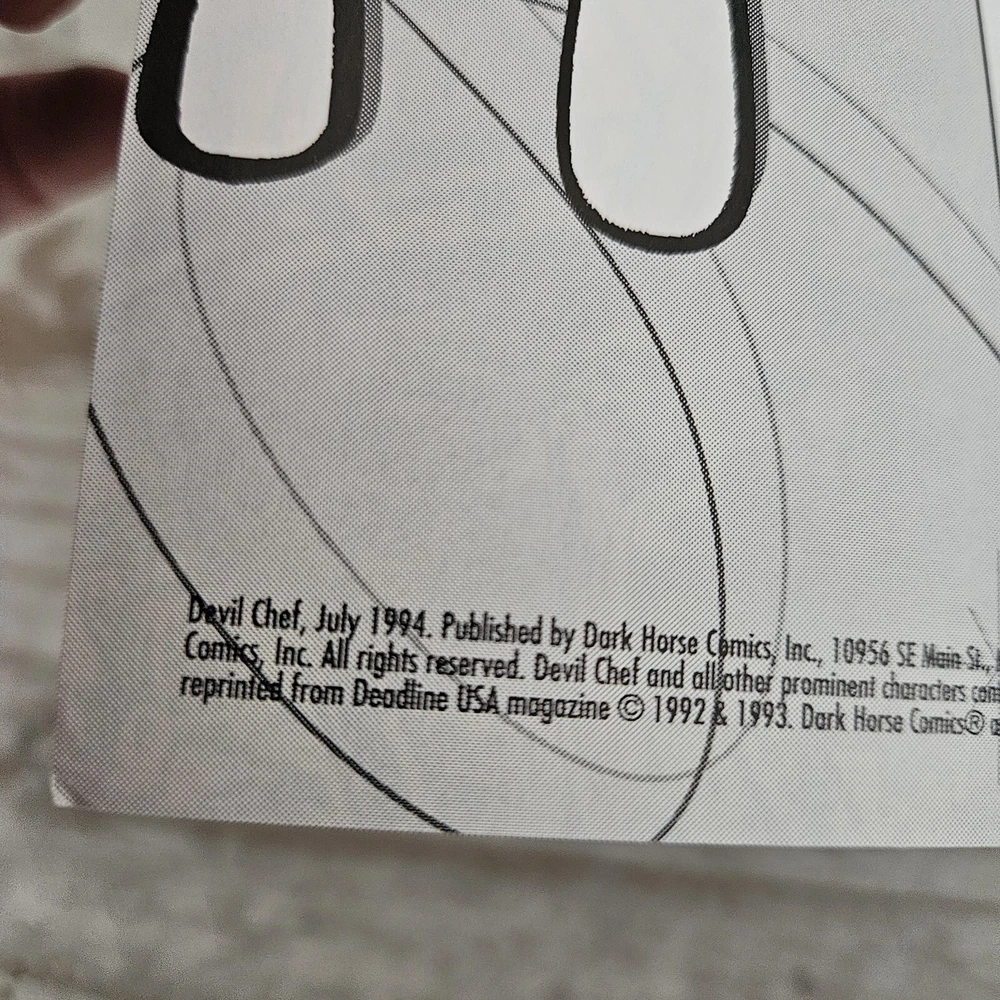 Devil Chef, July 1994. Published by Dark Horse Comics, Inc., 10956 SE Main St.,
Comics, Inc. All rights reserved. Devil Chef and all other prominent characters
reprinted from Deadline USA magazine © 1992 & 1993. Dark Horse Comics®